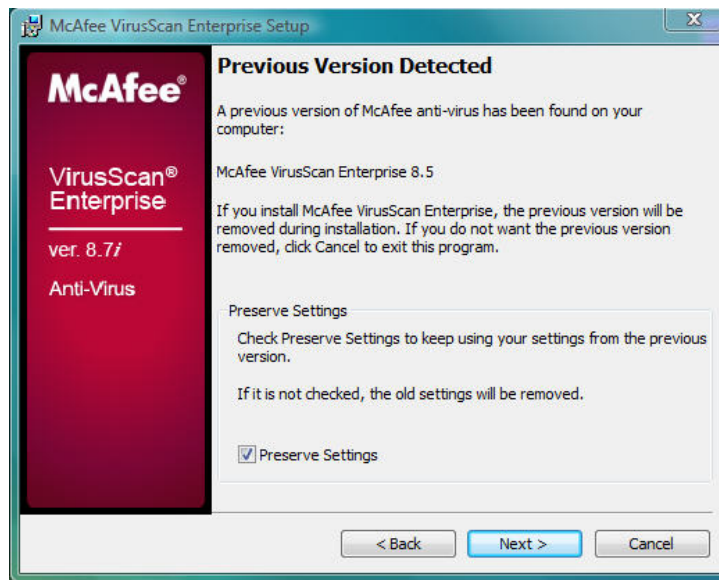 McAfee VirusScan Enterprise Setup
McAfee®
VirusScan®
Enterprise
ver. 8.7i
Anti-Virus
Previous Version Detected
A previous version of McAfee anti-virus has been found on your
computer:
McAfee VirusScan Enterprise 8.5
If you install McAfee VirusScan Enterprise, the previous version will be
removed during installation. If you do not want the previous version
removed, click Cancel to exit this program.
Preserve Settings
Check Preserve Settings to keep using your settings from the previous
version.
If it is not checked, the old settings will be removed.
Preserve Settings
< Back
Next >
Cancel